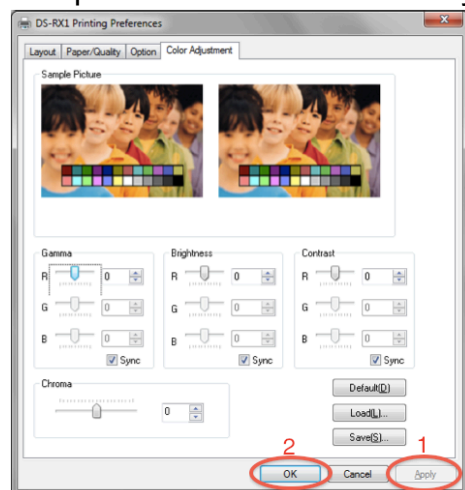 DS-RX1 Printing Preferences
Layout Paper/Quality Option Color Adjustment
Sample Picture
Gamma Brightness Contrast
R 0 R 0 R 0
G 0 G 0 G 0
B 0 B 0 B 0
Sync Sync Sync
Chroma
0
Default(D)
Load(L)...
Save(S)...
2 1
OK Cancel Apply